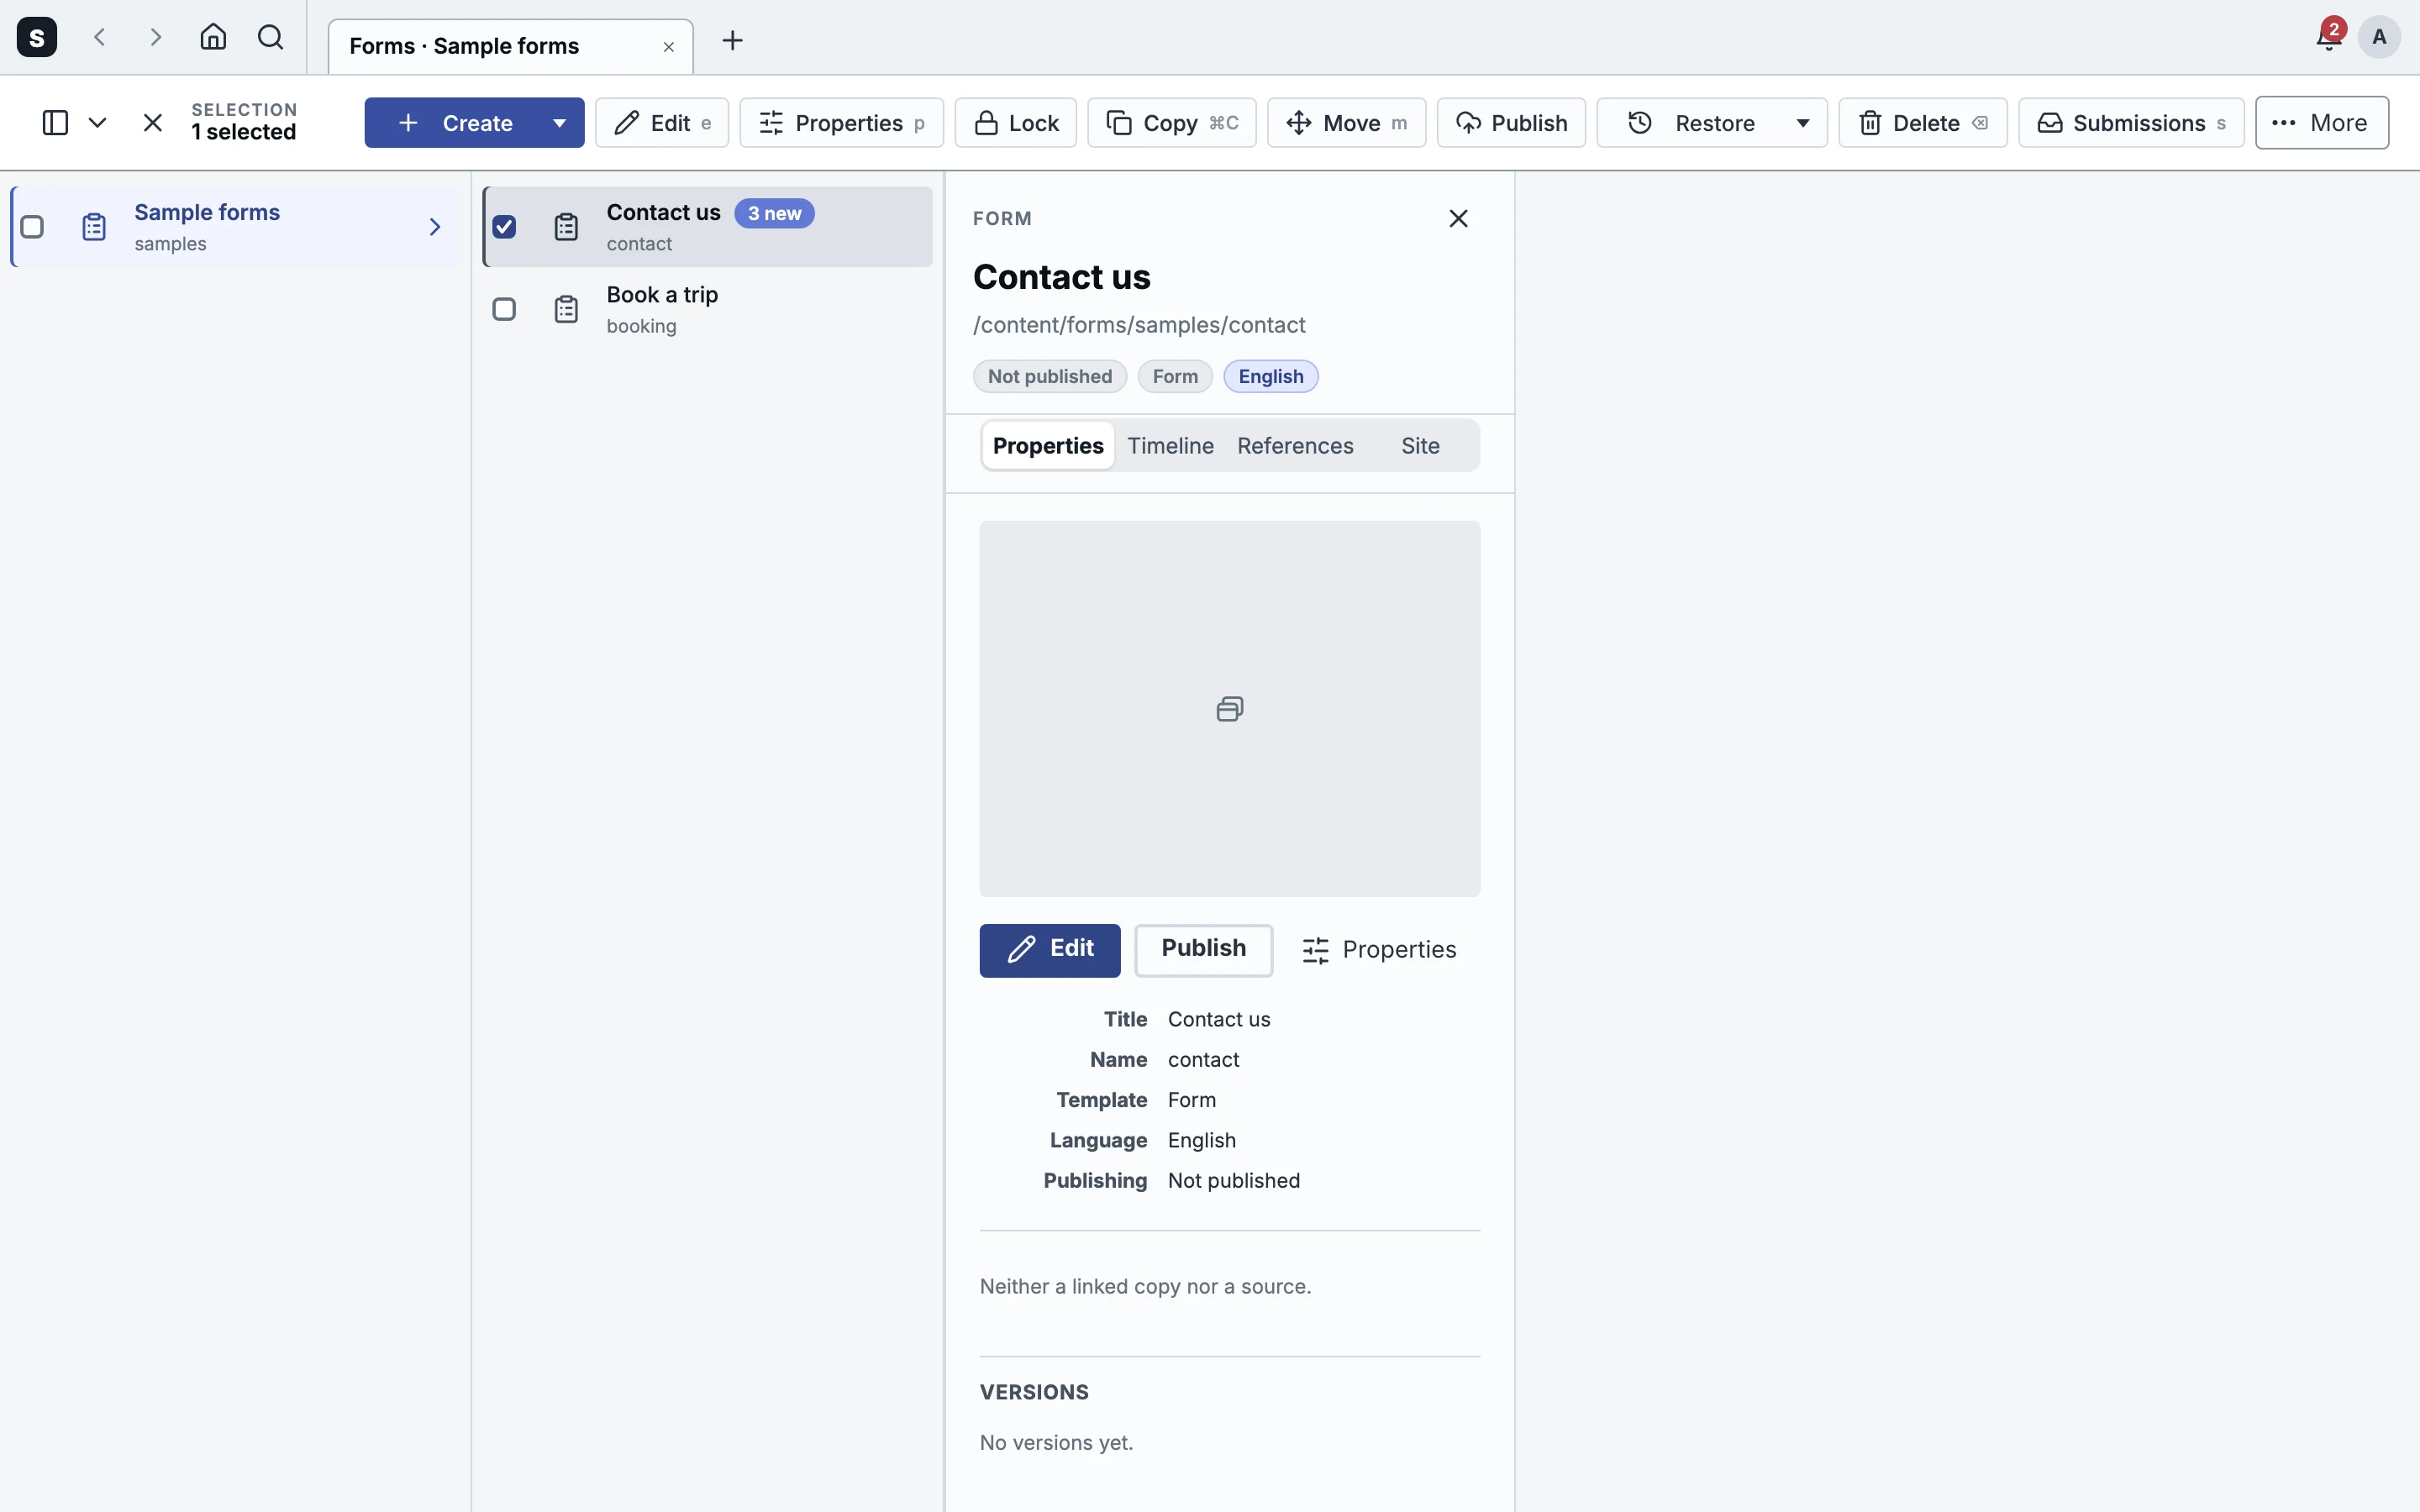 S
Forms · Sample forms
2
A
SELECTION
1 selected
Create
Edit e
Properties p
Lock
Copy ⌘C
Move m
Publish
Restore
Delete ⌫
Submissions s
More
Sample forms
samples
Contact us 3 new
contact
Book a trip
booking
FORM
Contact us
/content/forms/samples/contact
Not published Form English
Properties Timeline References Site
Edit Publish Properties
Title Contact us
Name contact
Template Form
Language English
Publishing Not published
Neither a linked copy nor a source.
VERSIONS
No versions yet.